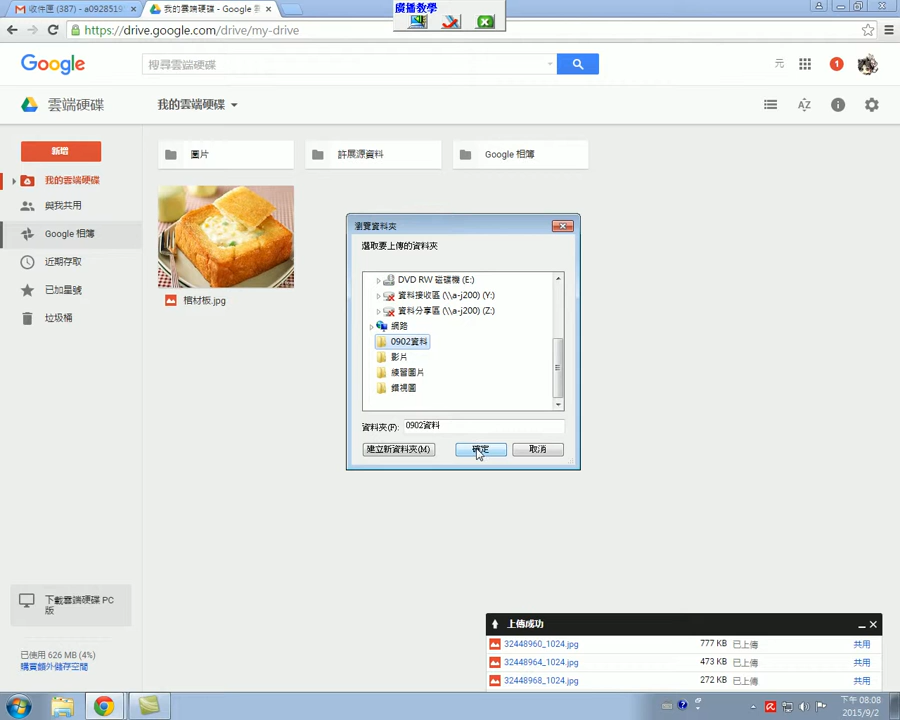 收件匣 (387) - a0928515
我的雲端硬碟 - Google 雲
廣播教學
https://drive.google.com/drive/my-drive
Google
搜尋雲端硬碟
元
1
雲端硬碟
我的雲端硬碟
AZ
新增
我的雲端硬碟
與我共用
Google 相簿
近期存取
已加星號
垃圾桶
圖片
許展源資料
Google 相簿
棺材板.jpg
瀏覽資料夾
選取要上傳的資料夾
DVD RW 磁碟機 (E:)
資料接收區 (\\a-j200) (Y:)
資料分享區 (\\a-j200) (Z:)
網路
0902資料
影片
練習圖片
鏡視圖
資料夾(F):
0902資料
建立新資料夾(M)
確定
取消
下載雲端硬碟 PC
版
已使用 626 MB (4%)
購買額外儲存空間
上傳成功
32448960_1024.jpg 777 KB 已上傳 共用
32448964_1024.jpg 473 KB 已上傳 共用
32448968_1024.jpg 272 KB 已上傳 共用
下午 08:08
2015/9/2